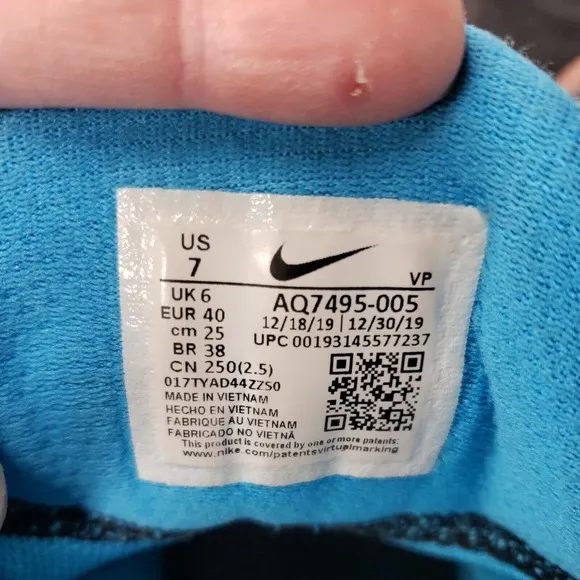 US
7
VP
UK 6
EUR 40
cm 25
BR 38
CN 250(2.5)
AQ7495-005
12/18/19 | 12/30/19
UPC 00193145577237
017TYAD44ZZS0
MADE IN VIETNAM
HECHO EN VIETNAM
FABRIQUE AU VIETNAM
FABRICADO NO VIETNÃ
This product is covered by one or more patents:
www.nike.com/patentsvirtualmarking